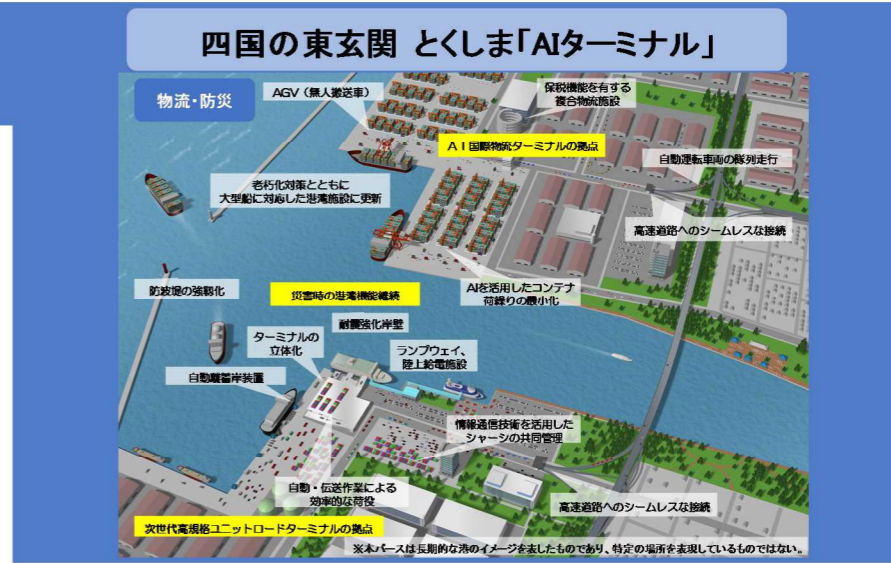 四国の東玄関 とくしま「AIターミナル」
物流・防災
AGV(無人搬送車)
保税機能を有する
複合物流施設
AI国際物流ターミナルの拠点
自動運転車両の隊列走行
老朽化対策とともに
大型船に対応した港湾施設に更新
高速道路へのシームレスな接続
防波堤の強靱化
災害時の港湾機能継続
AIを活用したコンテナ
荷繰りの最小化
耐震強化岸壁
ターミナルの
立体化
ランプウェイ、
陸上給電施設
自動離着岸装置
情報通信技術を活用した
シャーシの共同管理
自動・伝送作業による
効率的な荷役
高速道路へのシームレスな接続
次世代高規格ユニットロードターミナルの拠点
※本パースは長期的な港のイメージを表したものであり、特定の場所を表現しているものではない。